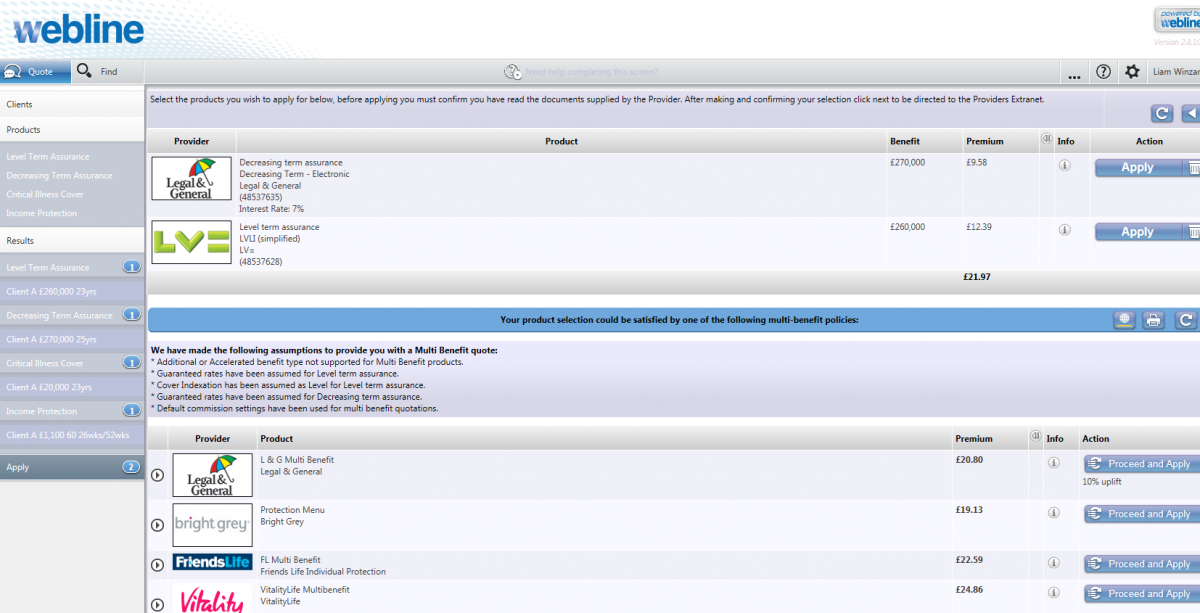 webline
powered by
webline
Version 2.8.10
Quote
Find
Need help completing this screen?
...
Liam Winzar
Clients
Products
Level Term Assurance
Decreasing Term Assurance
Critical Illness Cover
Income Protection
Results
Level Term Assurance 1
Client A £260,000 23yrs
Decreasing Term Assurance 1
Client A £270,000 25yrs
Critical Illness Cover 1
Client A £20,000 23yrs
Income Protection 1
Client A £1,100 60 26wks/52wks
Apply 2
Select the products you wish to apply for below, before applying you must confirm you have read the documents supplied by the Provider. After making and confirming your selection click next to be directed to the Providers Extranet.
Provider Product Benefit Premium Info Action
Legal &
General
Decreasing term assurance £270,000 £9.58 Apply
Decreasing Term - Electronic
Legal & General
(48537635)
Interest Rate: 7%
LV=
Level term assurance £260,000 £12.39 Apply
LVLI (simplified)
LV=
(48537628)
£21.97
Your product selection could be satisfied by one of the following multi-benefit policies:
We have made the following assumptions to provide you with a Multi Benefit quote:
* Additional or Accelerated benefit type not supported for Multi Benefit products.
* Guaranteed rates have been assumed for Level term assurance.
* Cover Indexation has been assumed as Level for Level term assurance.
* Guaranteed rates have been assumed for Decreasing term assurance.
* Default commission settings have been used for multi benefit quotations.
Provider Product Premium Info Action
Legal &
General
L & G Multi Benefit £20.80 Proceed and Apply
Legal & General
10% uplift
bright grey
Protection Menu £19.13 Proceed and Apply
Bright Grey
FriendsLife
FL Multi Benefit £22.59 Proceed and Apply
Friends Life Individual Protection
Vitality
VitalityLife Multibenefit £24.86 Proceed and Apply
VitalityLife